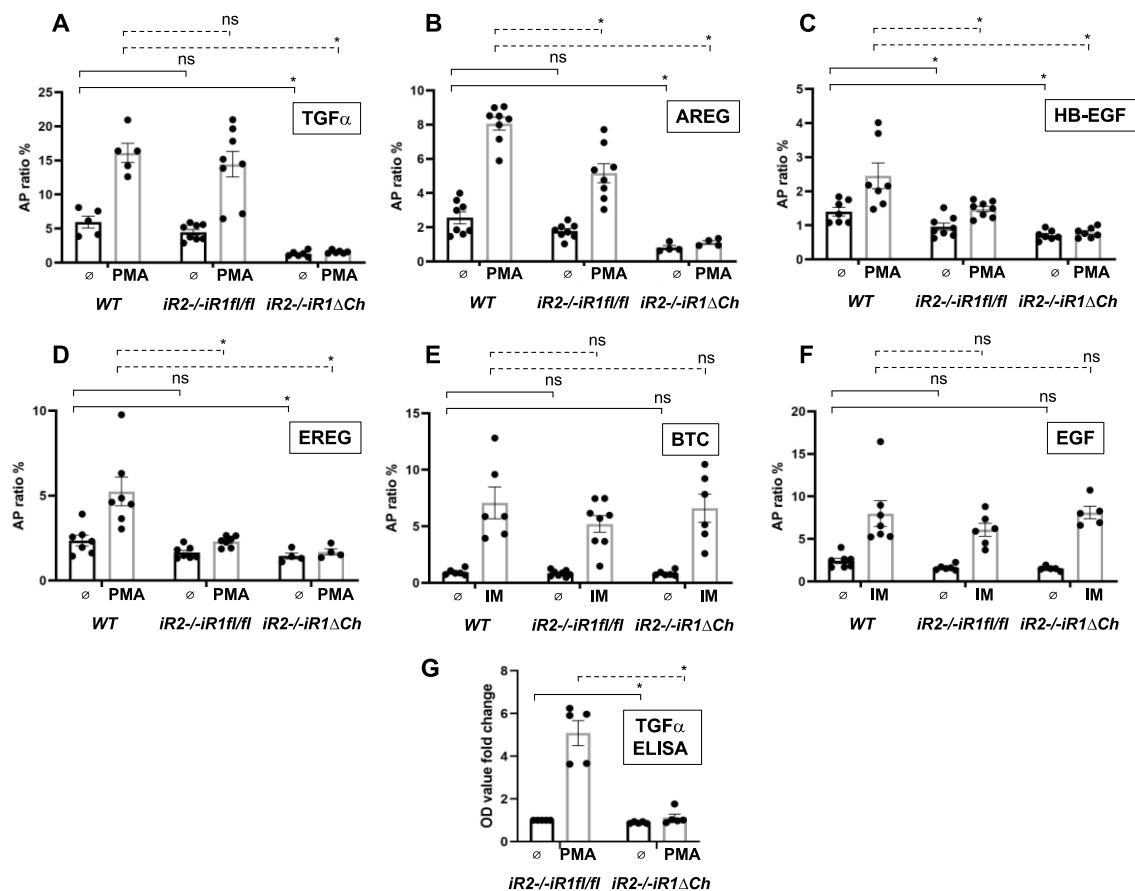 A
ns
*
ns
*
TGFα
AP ratio %
25
20
15
10
5
0
∅ PMA ∅ PMA ∅ PMA
WT iR2-/-iR1fl/fl iR2-/-iR1ΔCh
B
*
*
ns
*
AREG
AP ratio %
10
8
6
4
2
0
∅ PMA ∅ PMA ∅ PMA
WT iR2-/-iR1fl/fl iR2-/-iR1ΔCh
C
*
*
*
*
HB-EGF
AP ratio %
5
4
3
2
1
0
∅ PMA ∅ PMA ∅ PMA
WT iR2-/-iR1fl/fl iR2-/-iR1ΔCh
D
*
*
ns
*
EREG
AP ratio %
10
5
0
∅ PMA ∅ PMA ∅ PMA
WT iR2-/-iR1fl/fl iR2-/-iR1ΔCh
E
ns
ns
ns
ns
BTC
AP ratio %
15
10
5
0
∅ IM ∅ IM ∅ IM
WT iR2-/-iR1fl/fl iR2-/-iR1ΔCh
F
ns
ns
ns
ns
EGF
AP ratio %
20
15
10
5
0
∅ IM ∅ IM ∅ IM
WT iR2-/-iR1fl/fl iR2-/-iR1ΔCh
G
*
*
TGFα
ELISA
OD value fold change
8
6
4
2
0
∅ PMA ∅ PMA
iR2-/-iR1fl/fl iR2-/-iR1ΔCh